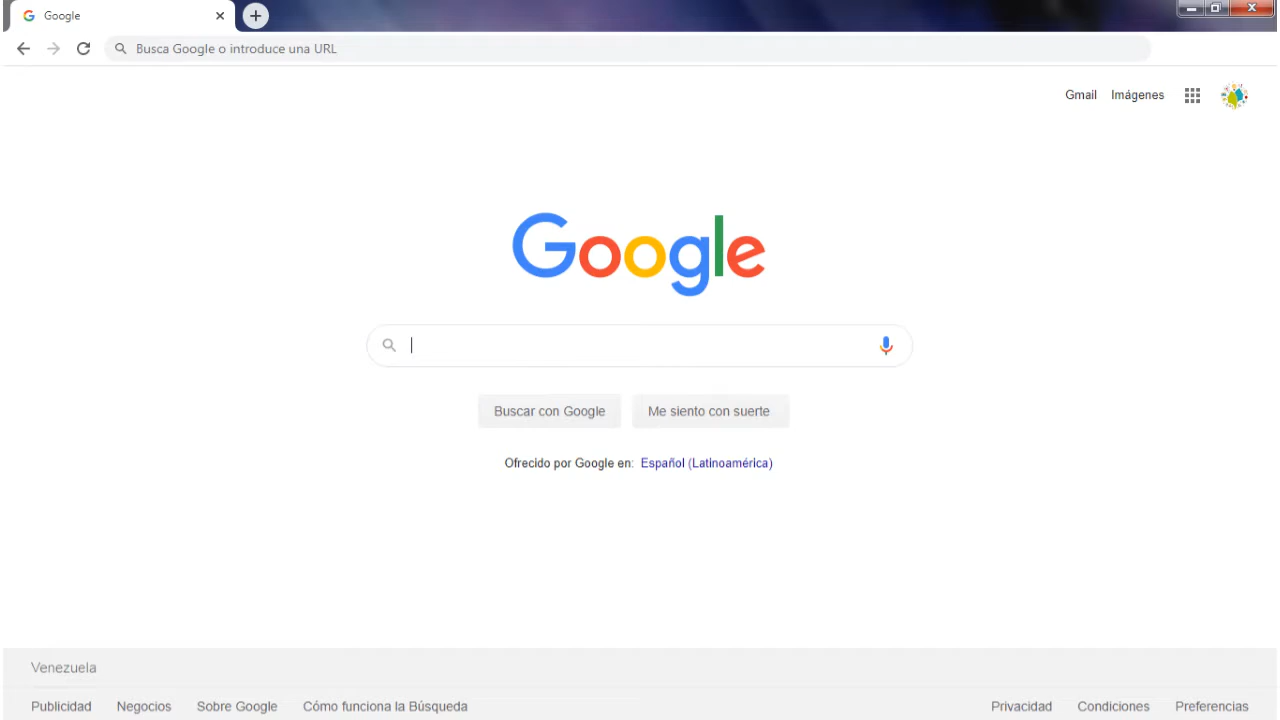 Google
Busca Google o introduce una URL
Gmail Imágenes
Google
Buscar con Google Me siento con suerte
Ofrecido por Google en: Español (Latinoamérica)
Venezuela
Publicidad Negocios Sobre Google Cómo funciona la Búsqueda Privacidad Condiciones Preferencias